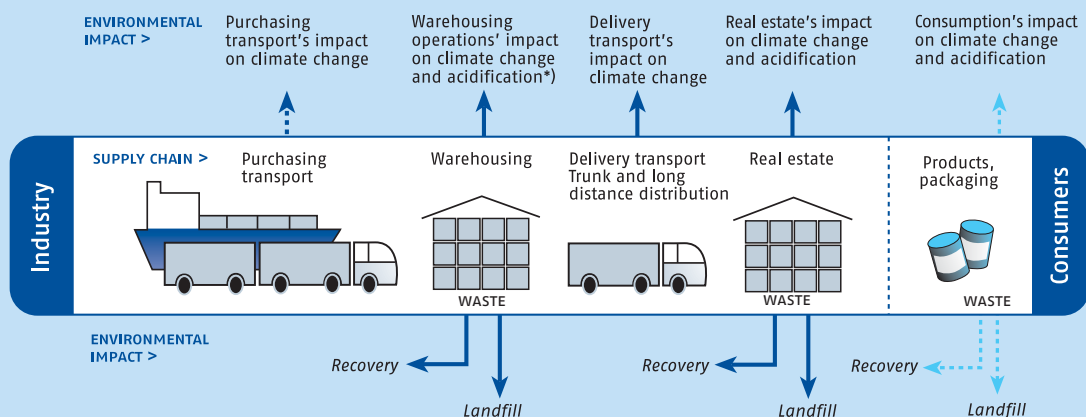 ENVIRONMENTAL
IMPACT >
Purchasing
transport's impact
on climate change
Warehousing
operations' impact
on climate change
and acidification*)
Delivery
transport's
impact on
climate change
Real estate's impact
on climate change
and acidification
Consumption's impact
on climate change
and acidification
Industry
SUPPLY CHAIN >
Purchasing
transport
Warehousing
Delivery transport
Trunk and long
distance distribution
Real estate
Products,
packaging
Consumers
WASTE
WASTE
WASTE
ENVIRONMENTAL
IMPACT >
Recovery
Landfill
Recovery
Landfill
Recovery
Landfill